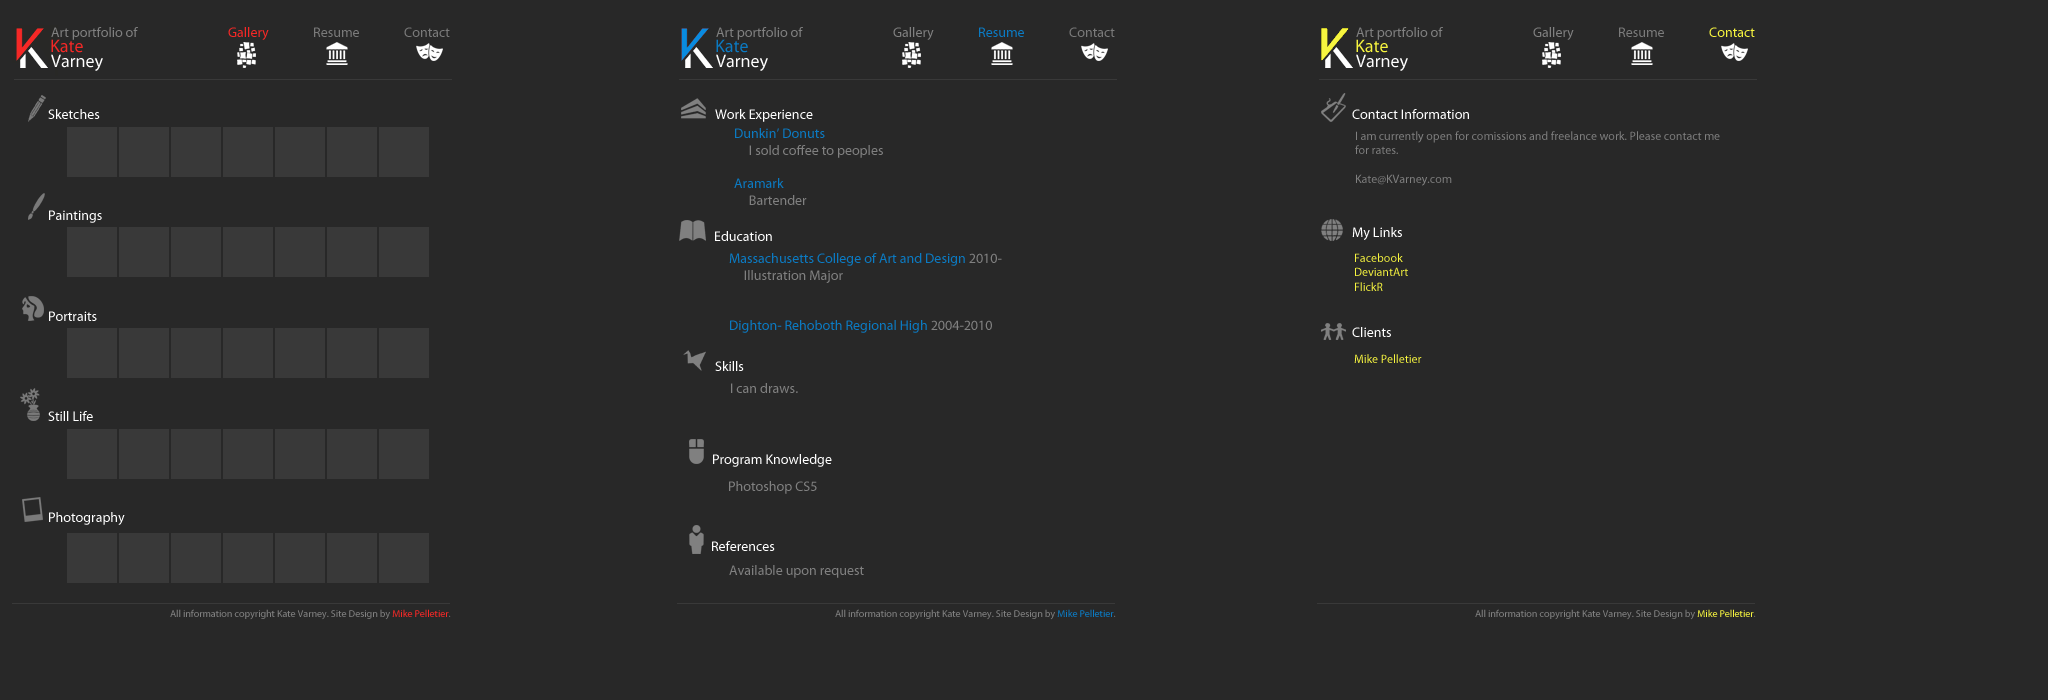 Art portfolio of
Kate
Varney
Gallery
Resume
Contact
Sketches
Paintings
Portraits
Still Life
Photography
All information copyright Kate Varney. Site Design by Mike Pelletier.
Art portfolio of
Kate
Varney
Gallery
Resume
Contact
Work Experience
Dunkin' Donuts
I sold coffee to peoples
Aramark
Bartender
Education
Massachusetts College of Art and Design 2010-
Illustration Major
Dighton- Rehoboth Regional High 2004-2010
Skills
I can draws.
Program Knowledge
Photoshop CS5
References
Available upon request
All information copyright Kate Varney. Site Design by Mike Pelletier.
Art portfolio of
Kate
Varney
Gallery
Resume
Contact
Contact Information
I am currently open for comissions and freelance work. Please contact me
for rates.
Kate@KVarney.com
My Links
Facebook
DeviantArt
FlickR
Clients
Mike Pelletier
All information copyright Kate Varney. Site Design by Mike Pelletier.